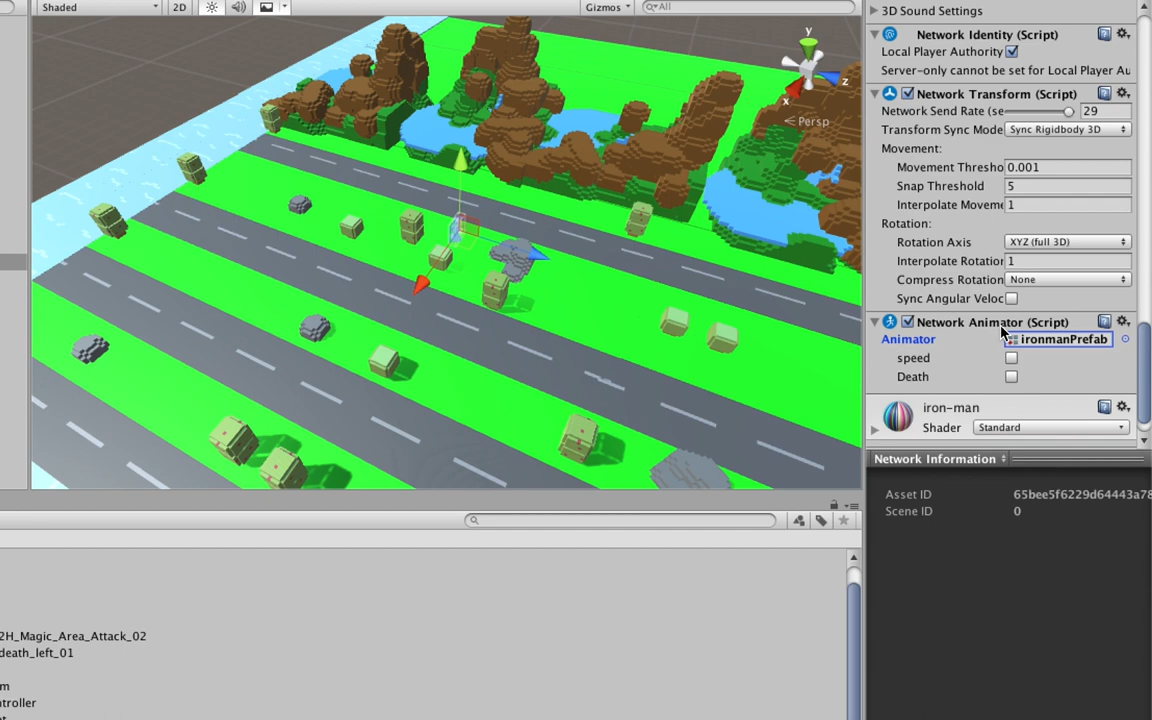 Shaded
2D
Gizmos
All
y
z
x
Persp
3D Sound Settings
Network Identity (Script)
Local Player Authority
Server-only cannot be set for Local Player Au
Network Transform (Script)
Network Send Rate (se
29
Transform Sync Mode
Sync Rigidbody 3D
Movement:
Movement Thresho
0.001
Snap Threshold
5
Interpolate Moveme
1
Rotation:
Rotation Axis
XYZ (full 3D)
Interpolate Rotation
1
Compress Rotation
None
Sync Angular Veloc
Network Animator (Script)
Animator
ironmanPrefab
speed
Death
iron-man
Shader
Standard
Network Information
Asset ID
65bee5f6229d64443a78
Scene ID
0
2H_Magic_Area_Attack_02
death_left_01
m
ntroller